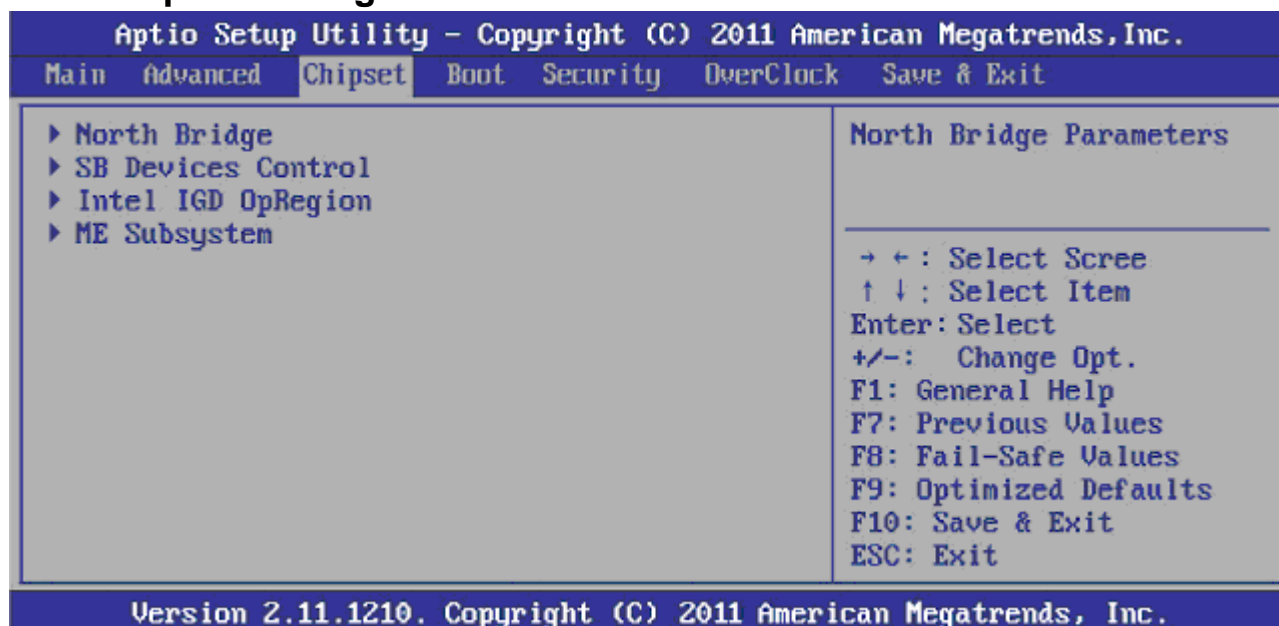 Aptio Setup Utility – Copyright (C) 2011 American Megatrends,Inc.
Main Advanced Chipset Boot Security OverClock Save & Exit
▶ North Bridge
▶ SB Devices Control
▶ Intel IGD OpRegion
▶ ME Subsystem
North Bridge Parameters
→ ←: Select Scree
↑ ↓: Select Item
Enter: Select
+/-: Change Opt.
F1: General Help
F7: Previous Values
F8: Fail-Safe Values
F9: Optimized Defaults
F10: Save & Exit
ESC: Exit
Version 2.11.1210. Copyright (C) 2011 American Megatrends, Inc.